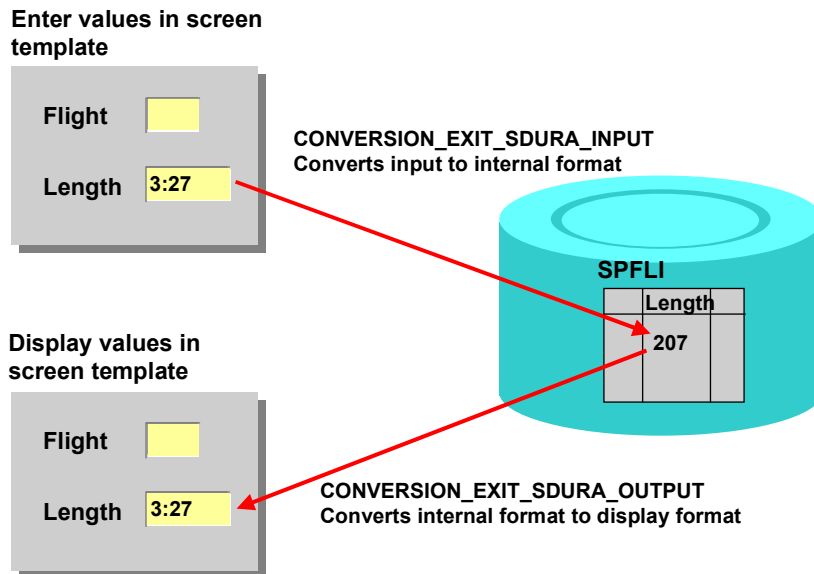 Enter values in screen
template
Flight
Length 3:27
CONVERSION_EXIT_SDURA_INPUT
Converts input to internal format
SPFLI
Length
207
Display values in
screen template
Flight
Length 3:27
CONVERSION_EXIT_SDURA_OUTPUT
Converts internal format to display format